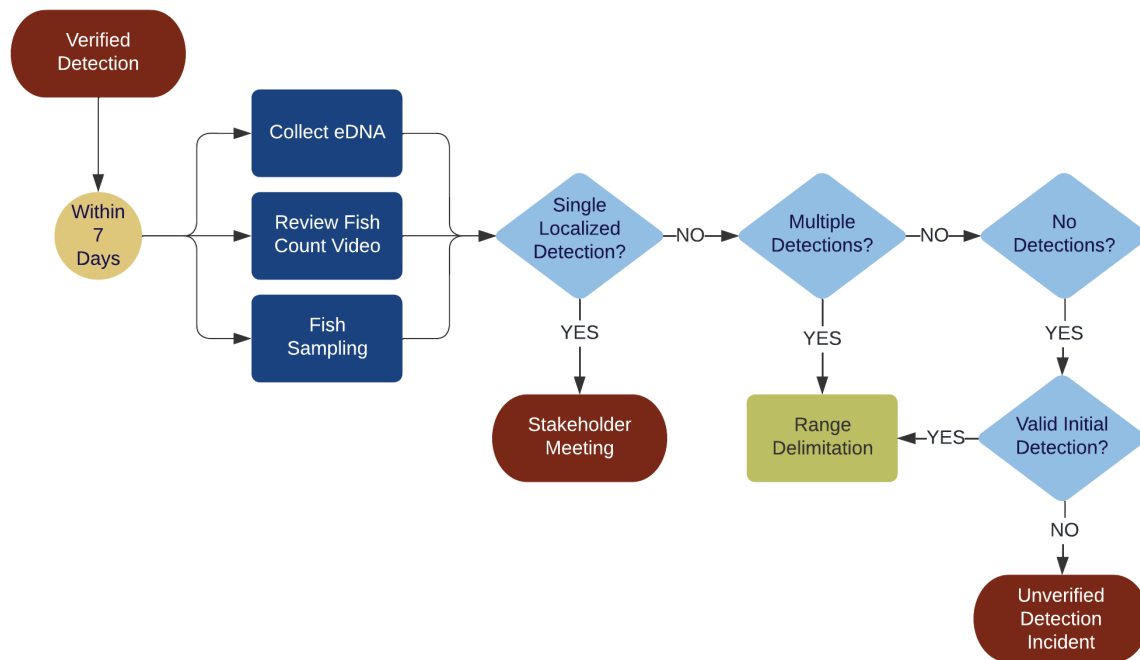 Verified
Detection
Within
7
Days
Collect eDNA
Review Fish
Count Video
Fish
Sampling
Single
Localized
Detection?
NO
Multiple
Detections?
NO
No
Detections?
YES
YES
YES
Stakeholder
Meeting
Range
Delimitation
YES
Valid Initial
Detection?
NO
Unverified
Detection
Incident